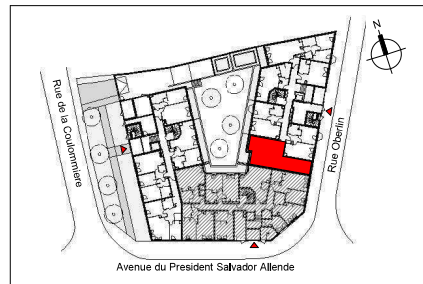 N
Rue de la Coulommiere
Rue Oberlin
Avenue du President Salvador Allende